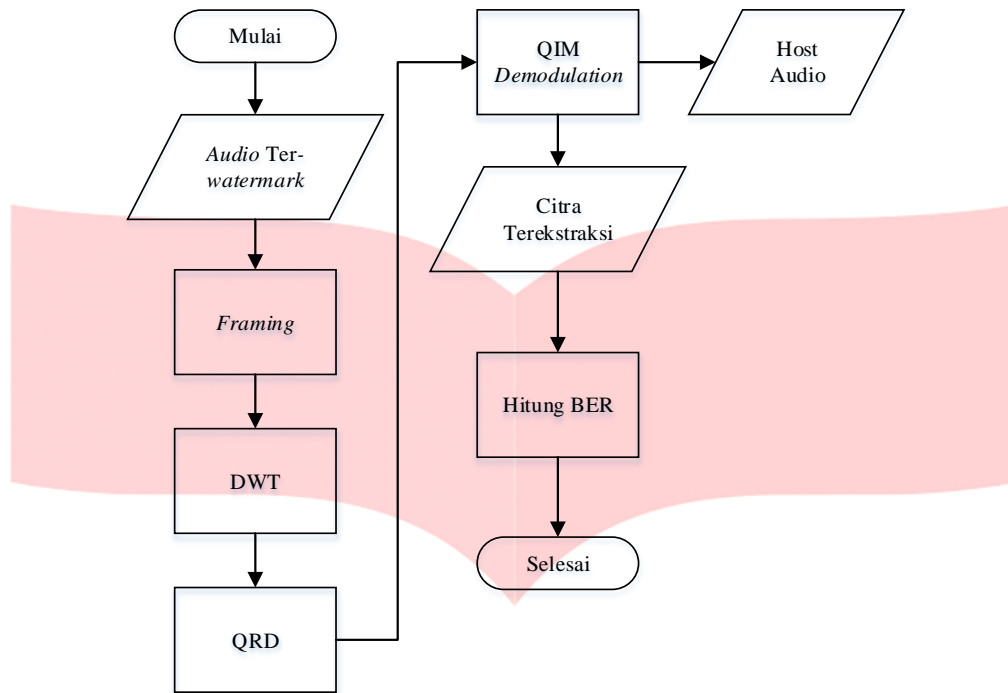 Mulai
Audio Ter-
watermark
Framing
DWT
QRD
QIM
Demodulation
Host
Audio
Citra
Terekstraksi
Hitung BER
Selesai